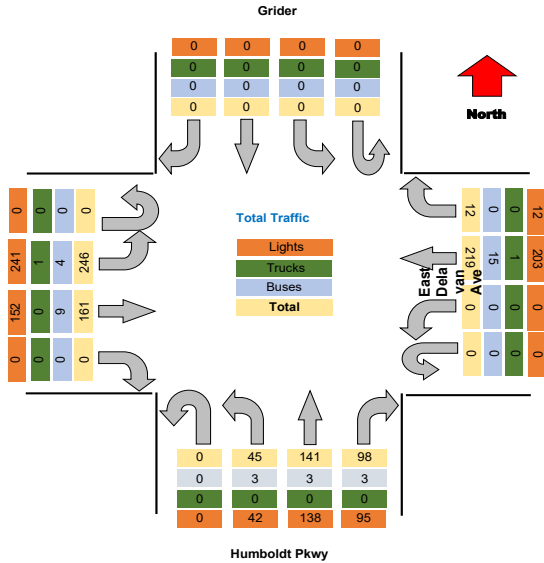 Grider
0 0 0 0
0 0 0 0
0 0 0 0
0 0 0 0
North
Total Traffic
Lights
Trucks
Buses
Total
0 0 0 0
241 1 4 246
152 0 9 161
0 0 0 0
12 0 0 12
219 15 1 203
0 0 0 0
0 0 0 0
East
Dela
van
Ave
0 45 141 98
0 3 3 3
0 0 0 0
0 42 138 95
Humboldt Pkwy